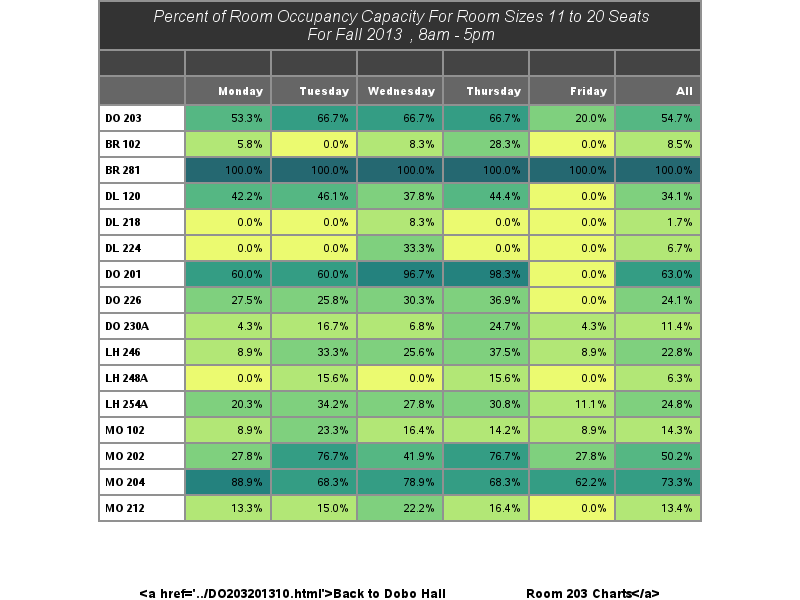 Percent of Room Occupancy Capacity For Room Sizes 11 to 20 Seats
For Fall 2013 , 8am - 5pm
Monday Tuesday Wednesday Thursday Friday All
DO 203 53.3% 66.7% 66.7% 66.7% 20.0% 54.7%
BR 102 5.8% 0.0% 8.3% 28.3% 0.0% 8.5%
BR 281 100.0% 100.0% 100.0% 100.0% 100.0% 100.0%
DL 120 42.2% 46.1% 37.8% 44.4% 0.0% 34.1%
DL 218 0.0% 0.0% 8.3% 0.0% 0.0% 1.7%
DL 224 0.0% 0.0% 33.3% 0.0% 0.0% 6.7%
DO 201 60.0% 60.0% 96.7% 98.3% 0.0% 63.0%
DO 226 27.5% 25.8% 30.3% 36.9% 0.0% 24.1%
DO 230A 4.3% 16.7% 6.8% 24.7% 4.3% 11.4%
LH 246 8.9% 33.3% 25.6% 37.5% 8.9% 22.8%
LH 248A 0.0% 15.6% 0.0% 15.6% 0.0% 6.3%
LH 254A 20.3% 34.2% 27.8% 30.8% 11.1% 24.8%
MO 102 8.9% 23.3% 16.4% 14.2% 8.9% 14.3%
MO 202 27.8% 76.7% 41.9% 76.7% 27.8% 50.2%
MO 204 88.9% 68.3% 78.9% 68.3% 62.2% 73.3%
MO 212 13.3% 15.0% 22.2% 16.4% 0.0% 13.4%
<a href='../DO203201310.html'>Back to Dobo Hall Room 203 Charts</a>